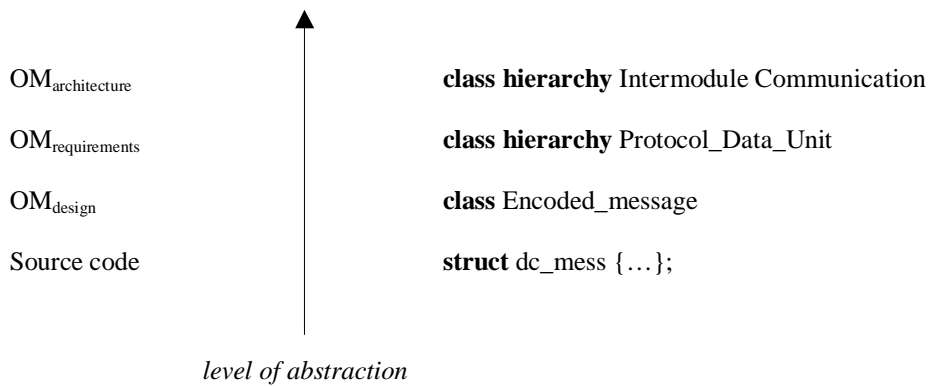 OMarchitecture class hierarchy Intermodule Communication
OMrequirements class hierarchy Protocol_Data_Unit
OMdesign class Encoded_message
Source code struct dc_mess {…};
level of abstraction